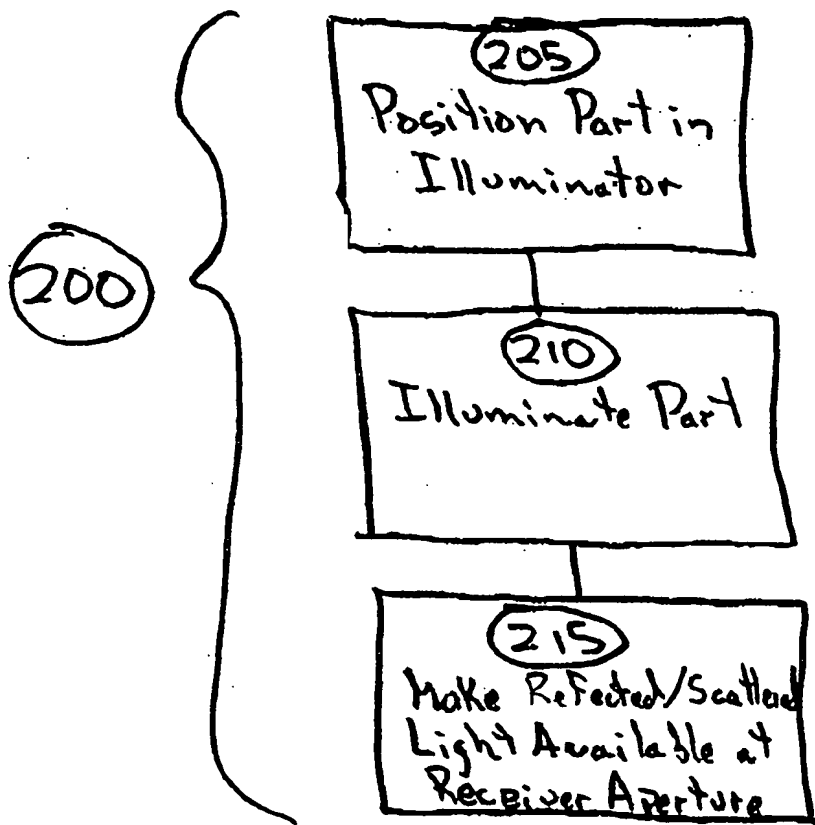 205
Position Part in
Illuminator
200
210
Illuminate Part
215
Make Refected/Scattered
Light Available at
Receiver Aperture